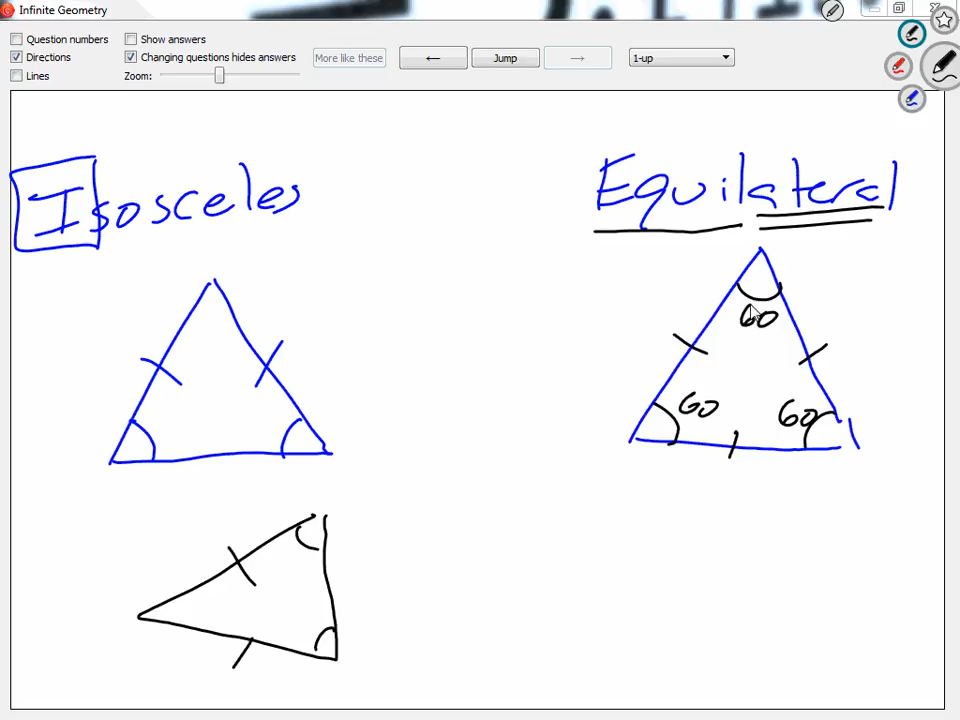 Infinite Geometry
Question numbers
Show answers
Directions
Changing questions hides answers
More like these
←
Jump
→
1-up
Lines
Zoom:
Isosceles
Equilateral
60
60
60